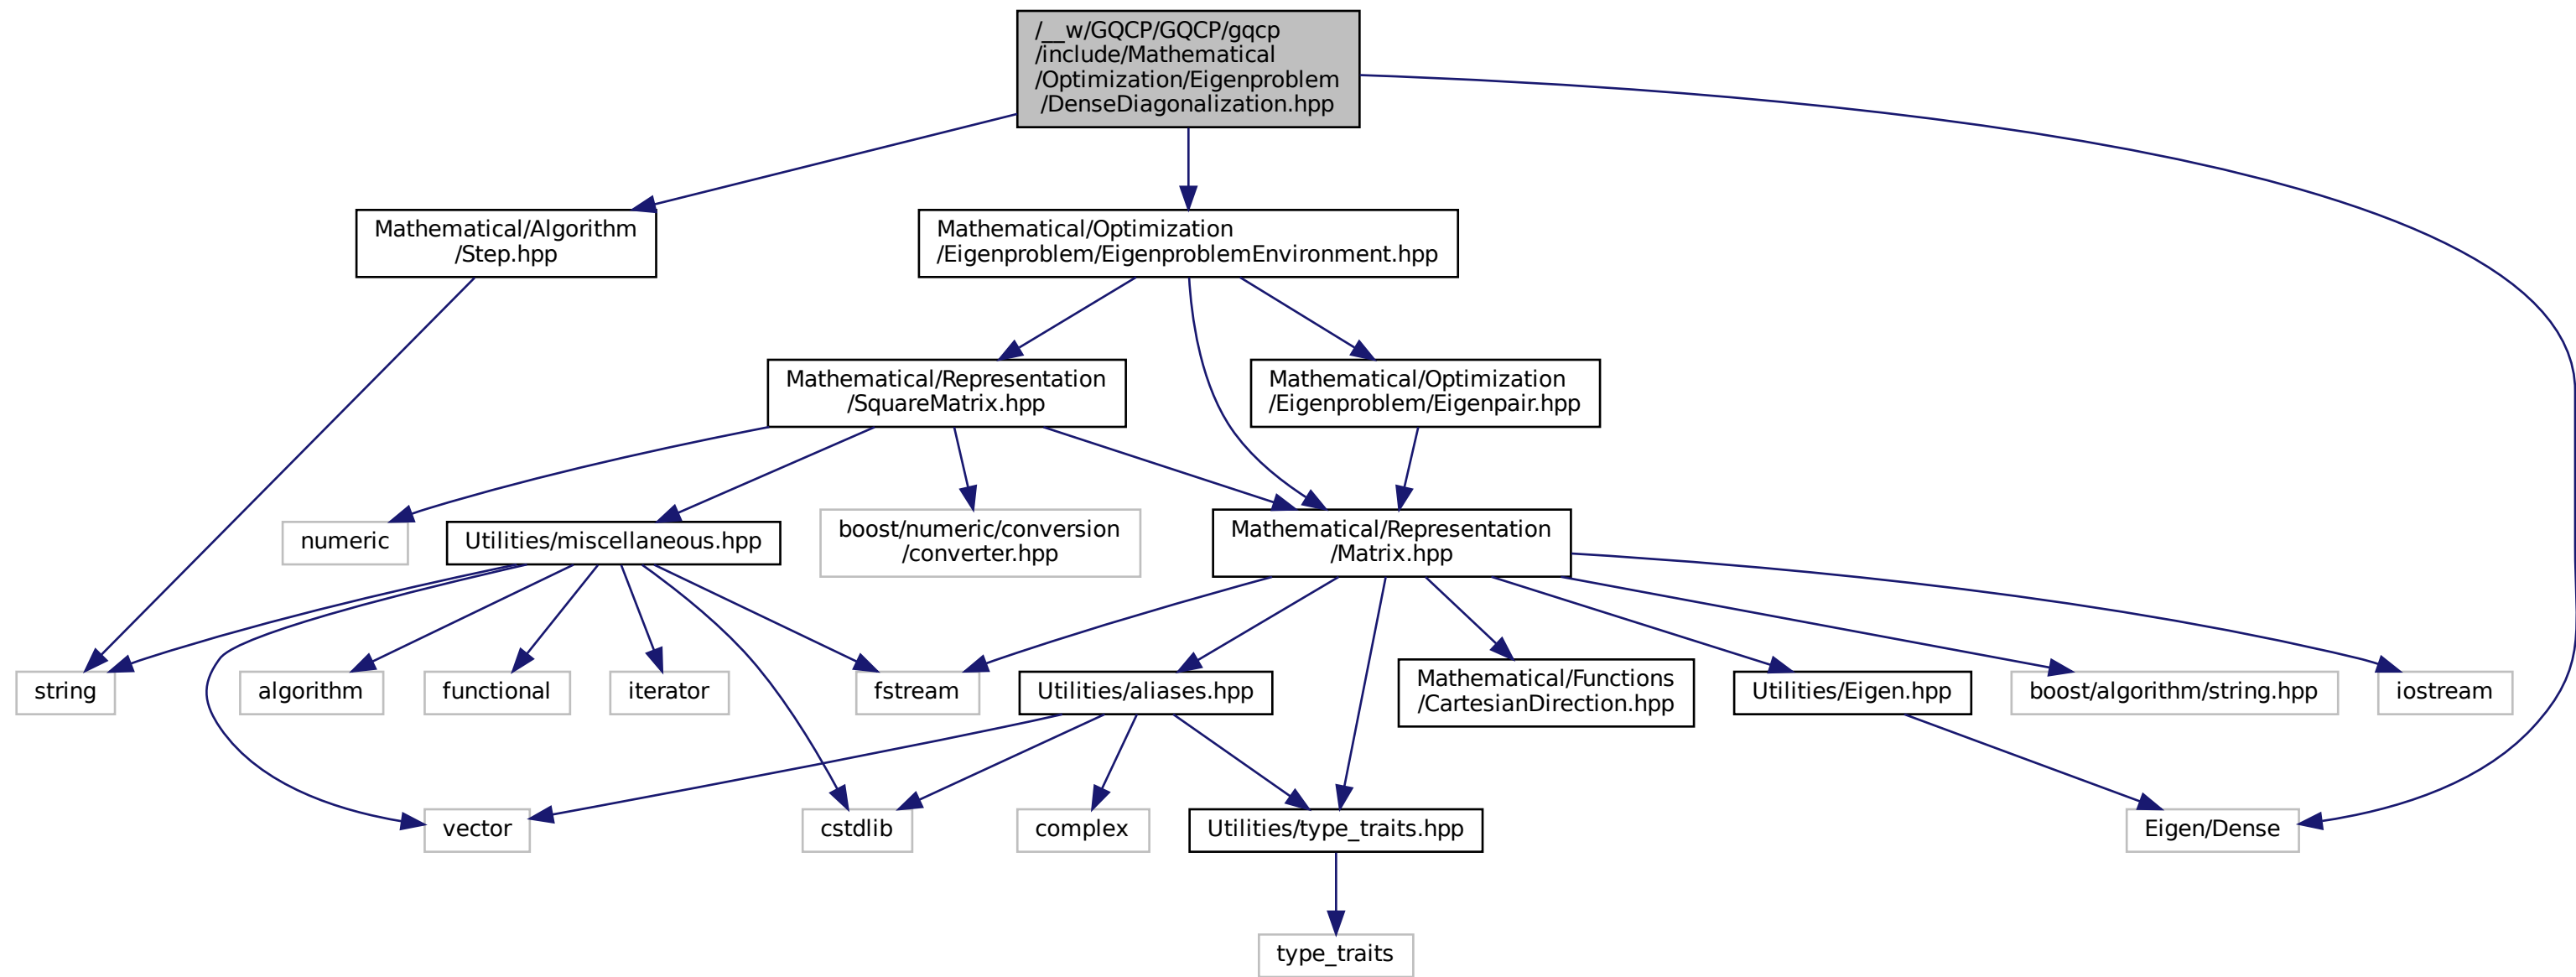 /__w/GQCP/GQCP/gqcp
/include/Mathematical
/Optimization/Eigenproblem
/DenseDiagonalization.hpp
Mathematical/Algorithm
/Step.hpp
Mathematical/Optimization
/Eigenproblem/EigenproblemEnvironment.hpp
Mathematical/Representation
/SquareMatrix.hpp
Mathematical/Optimization
/Eigenproblem/Eigenpair.hpp
numeric
Utilities/miscellaneous.hpp
boost/numeric/conversion
/converter.hpp
Mathematical/Representation
/Matrix.hpp
string
algorithm
functional
iterator
fstream
Utilities/aliases.hpp
Mathematical/Functions
/CartesianDirection.hpp
Utilities/Eigen.hpp
boost/algorithm/string.hpp
iostream
vector
cstdlib
complex
Utilities/type_traits.hpp
Eigen/Dense
type_traits